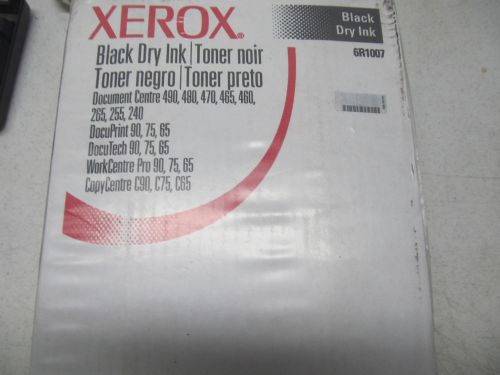 XEROX®
Black
Dry Ink
6R1007
Black Dry Ink | Toner noir
Toner negro | Toner preto
Document Centre 490, 480, 470, 465, 460,
265, 255, 240
DocuPrint 90, 75, 65
DocuTech 90, 75, 65
WorkCentre Pro 90, 75, 65
CopyCentre C90, C75, C65